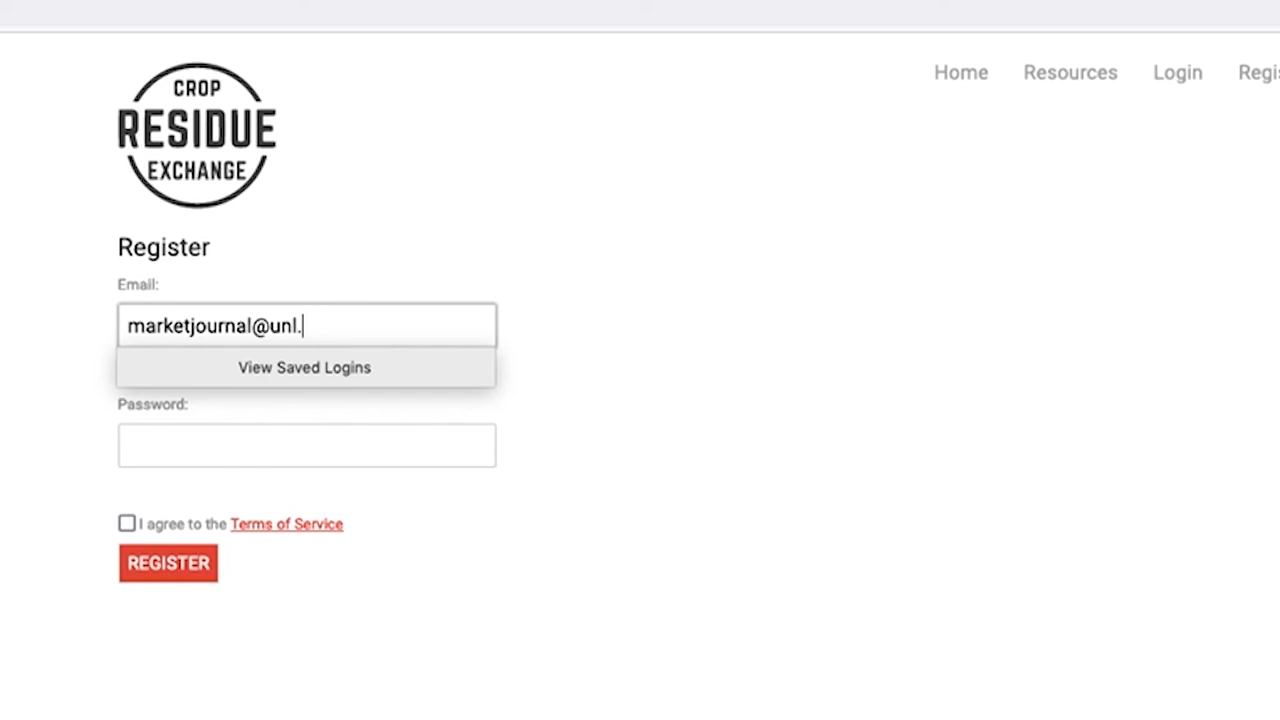 Home Resources Login Regis
CROP
RESIDUE
EXCHANGE
Register
Email:
marketjournal@unl.
View Saved Logins
Password:
I agree to the Terms of Service
REGISTER